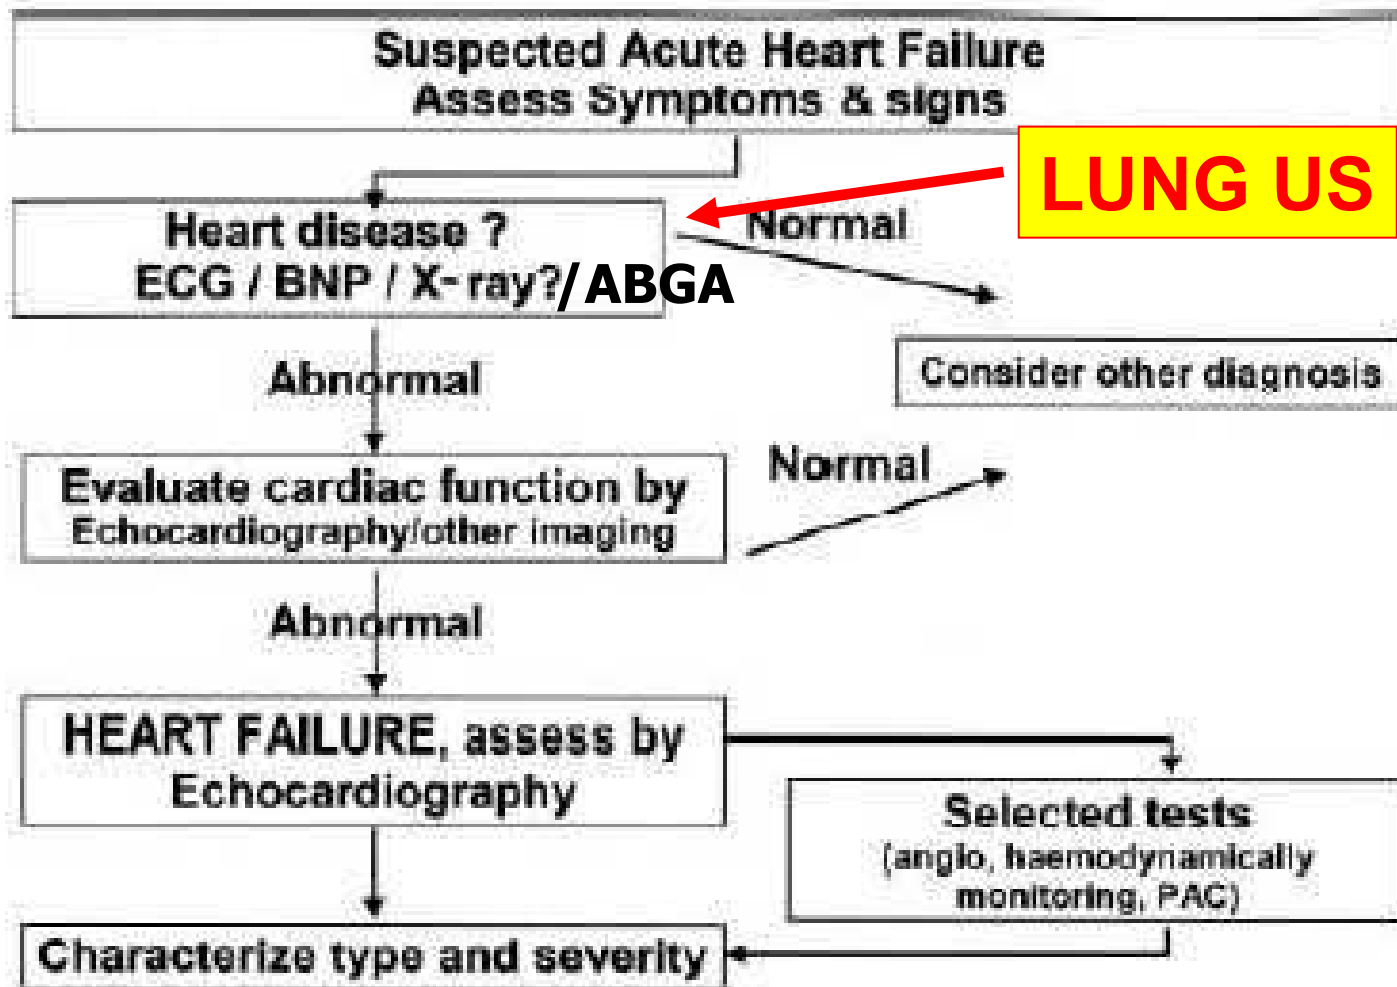 Suspected Acute Heart Failure
Assess Symptoms & signs
LUNG US
Heart disease ?
ECG / BNP / X- ray?/ABGA
Normal
Consider other diagnosis
Abnormal
Evaluate cardiac function by
Echocardiography/other imaging
Normal
Abnormal
HEART FAILURE, assess by
Echocardiography
Selected tests
(angio, haemodynamically
monitoring, PAC)
Characterize type and severity